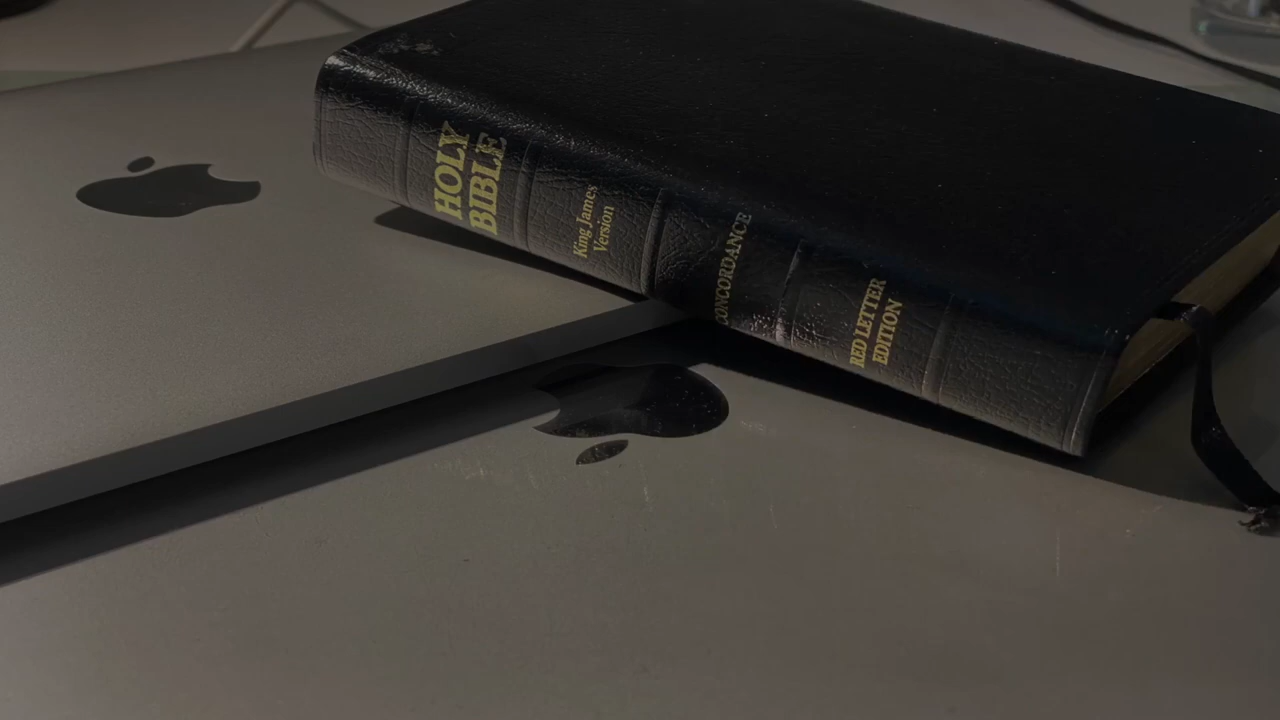 HOLY
BIBLE
King James
Version
CONCORDANCE
RED LETTER
EDITION